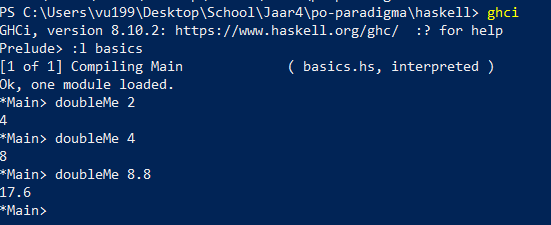 PS C:\Users\vu199\Desktop\School\Jaar4\po-paradigma\haskell> ghci
GHCi, version 8.10.2: https://www.haskell.org/ghc/  :? for help
Prelude> :l basics
[1 of 1] Compiling Main             ( basics.hs, interpreted )
Ok, one module loaded.
*Main> doubleMe 2
4
*Main> doubleMe 4
8
*Main> doubleMe 8.8
17.6
*Main>